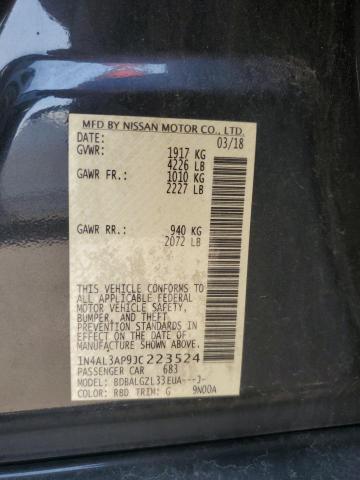 MFD BY NISSAN MOTOR CO., LTD.
DATE: 03/18
GVWR: 1917 KG
4226 LB
GAWR FR.: 1010 KG
2227 LB
GAWR RR.: 940 KG
2072 LB
THIS VEHICLE CONFORMS TO ALL
APPLICABLE FEDERAL MOTOR
MOTOR VEHICLE SAFETY,
BUMPER, AND THEFT
PREVENTION STANDARDS
IN EFFECT ON THE DATE OF
MANUFACTURE SHOWN ABOVE.
1N4AL3AP9JC223524
PASSENGER CAR 683
MODEL: BDBALGZL33EUA---J-
COLOR: RBD TRIM: G 9N00A